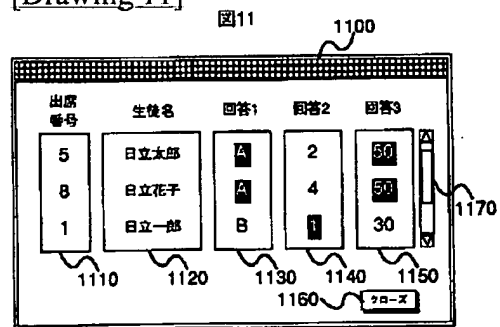 [Drawing 11]
図11
1100
出席番号 生徒名 回答1 回答2 回答3
5 日立太郎 A 2 50
8 日立花子 A 4 50
1 日立一郎 B 1 30
1170
1110 1120 1130 1140 1150
1160 クローズ